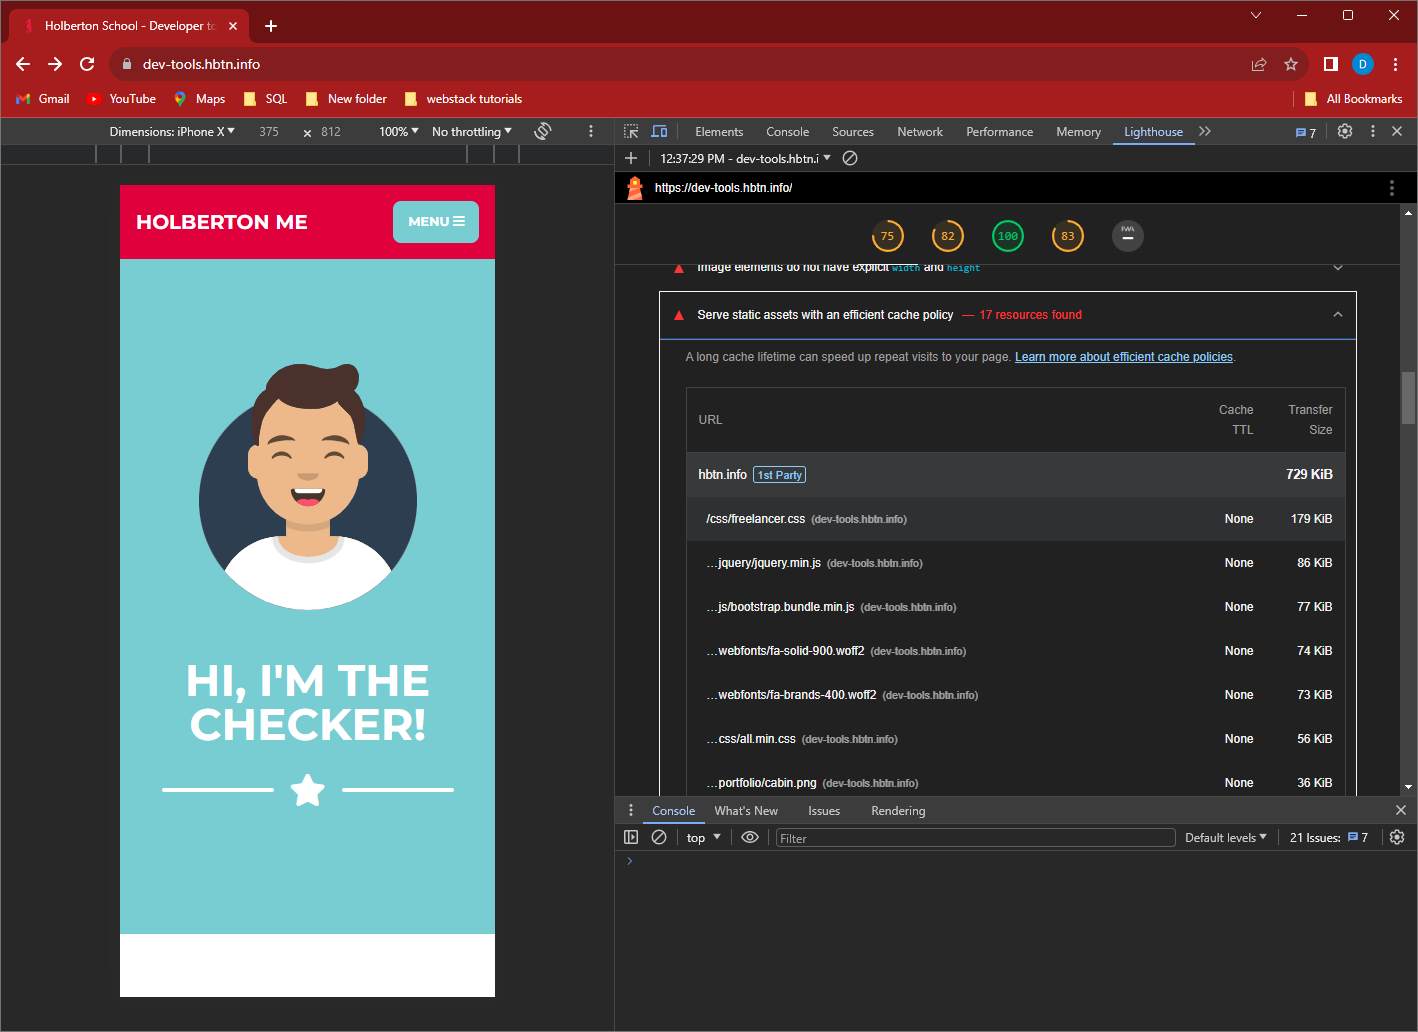 Holberton School - Developer to
dev-tools.hbtn.info
D
Gmail
YouTube
Maps
SQL
New folder
webstack tutorials
All Bookmarks
Dimensions: iPhone X
375
×
812
100%
No throttling
Elements
Console
Sources
Network
Performance
Memory
Lighthouse
7
12:37:29 PM - dev-tools.hbtn.i
https://dev-tools.hbtn.info/
75
82
100
83
PWA
HOLBERTON ME
MENU
HI, I'M THE
CHECKER!
Image elements do not have explicit width and height
Serve static assets with an efficient cache policy — 17 resources found
A long cache lifetime can speed up repeat visits to your page. Learn more about efficient cache policies.
URL
Cache
TTL
Transfer
Size
hbtn.info 1st Party 729 KiB
/css/freelancer.css (dev-tools.hbtn.info) None 179 KiB
…jquery/jquery.min.js (dev-tools.hbtn.info) None 86 KiB
…js/bootstrap.bundle.min.js (dev-tools.hbtn.info) None 77 KiB
…webfonts/fa-solid-900.woff2 (dev-tools.hbtn.info) None 74 KiB
…webfonts/fa-brands-400.woff2 (dev-tools.hbtn.info) None 73 KiB
…css/all.min.css (dev-tools.hbtn.info) None 56 KiB
…portfolio/cabin.png (dev-tools.hbtn.info) None 36 KiB
Console
What's New
Issues
Rendering
top
Filter
Default levels
21 Issues: 7